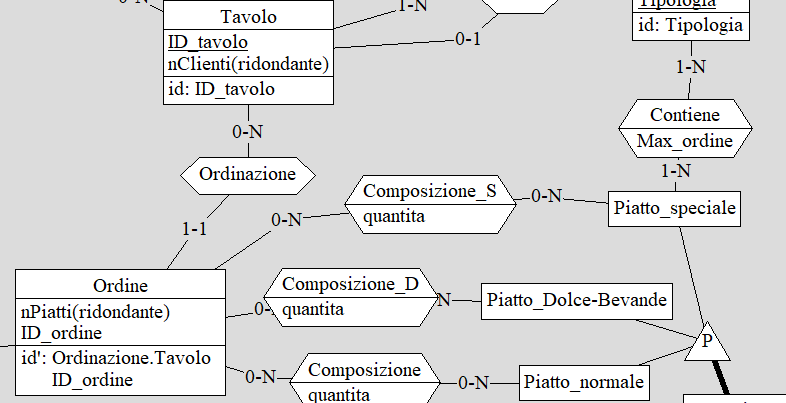 0-N
Tavolo
1-N
Tipologia
ID_tavolo
0-1
id: Tipologia
nClienti(ridondante)
1-N
id: ID_tavolo
Contiene
0-N
Max_ordine
Ordinazione
1-N
Composizione_S
0-N
quantita
Piatto_speciale
0-N
1-1
Ordine
Composizione_D
N
Piatto_Dolce-Bevande
nPiatti(ridondante)
0-
quantita
ID_ordine
P
id': Ordinazione.Tavolo
ID_ordine
0-N
Composizione
0-N
Piatto_normale
quantita